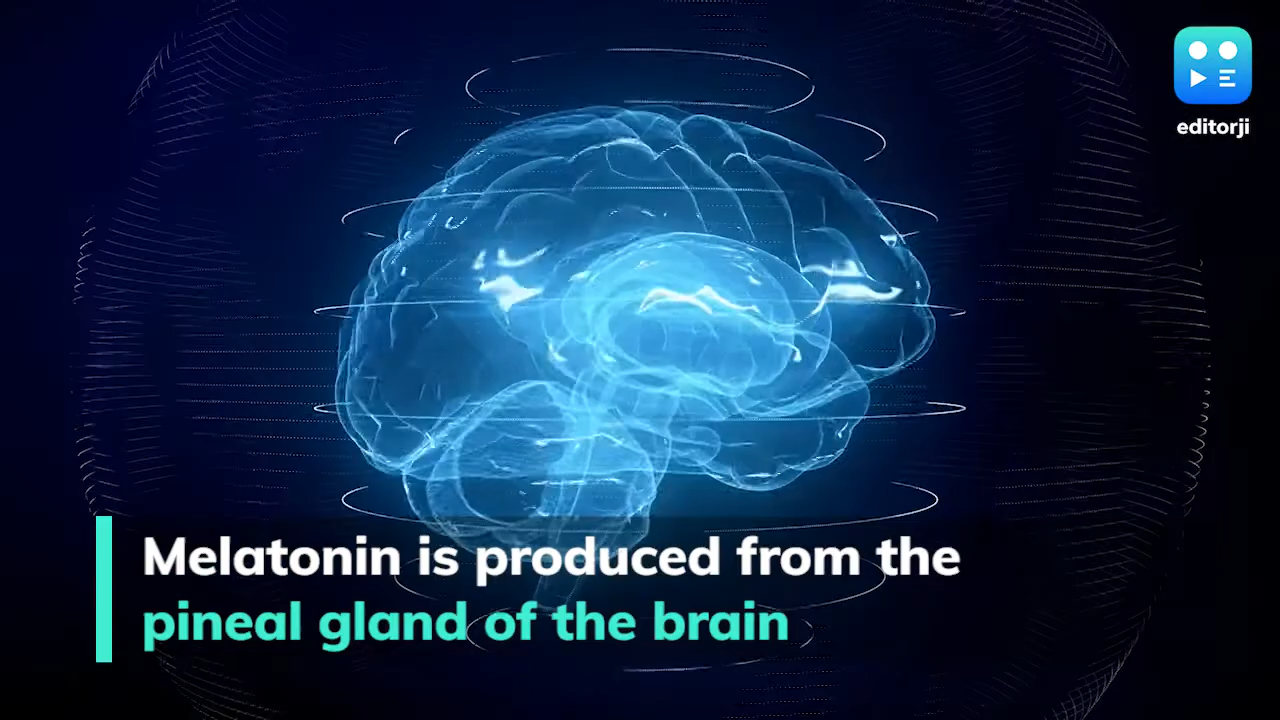 editorji
Melatonin is produced from the
pineal gland of the brain